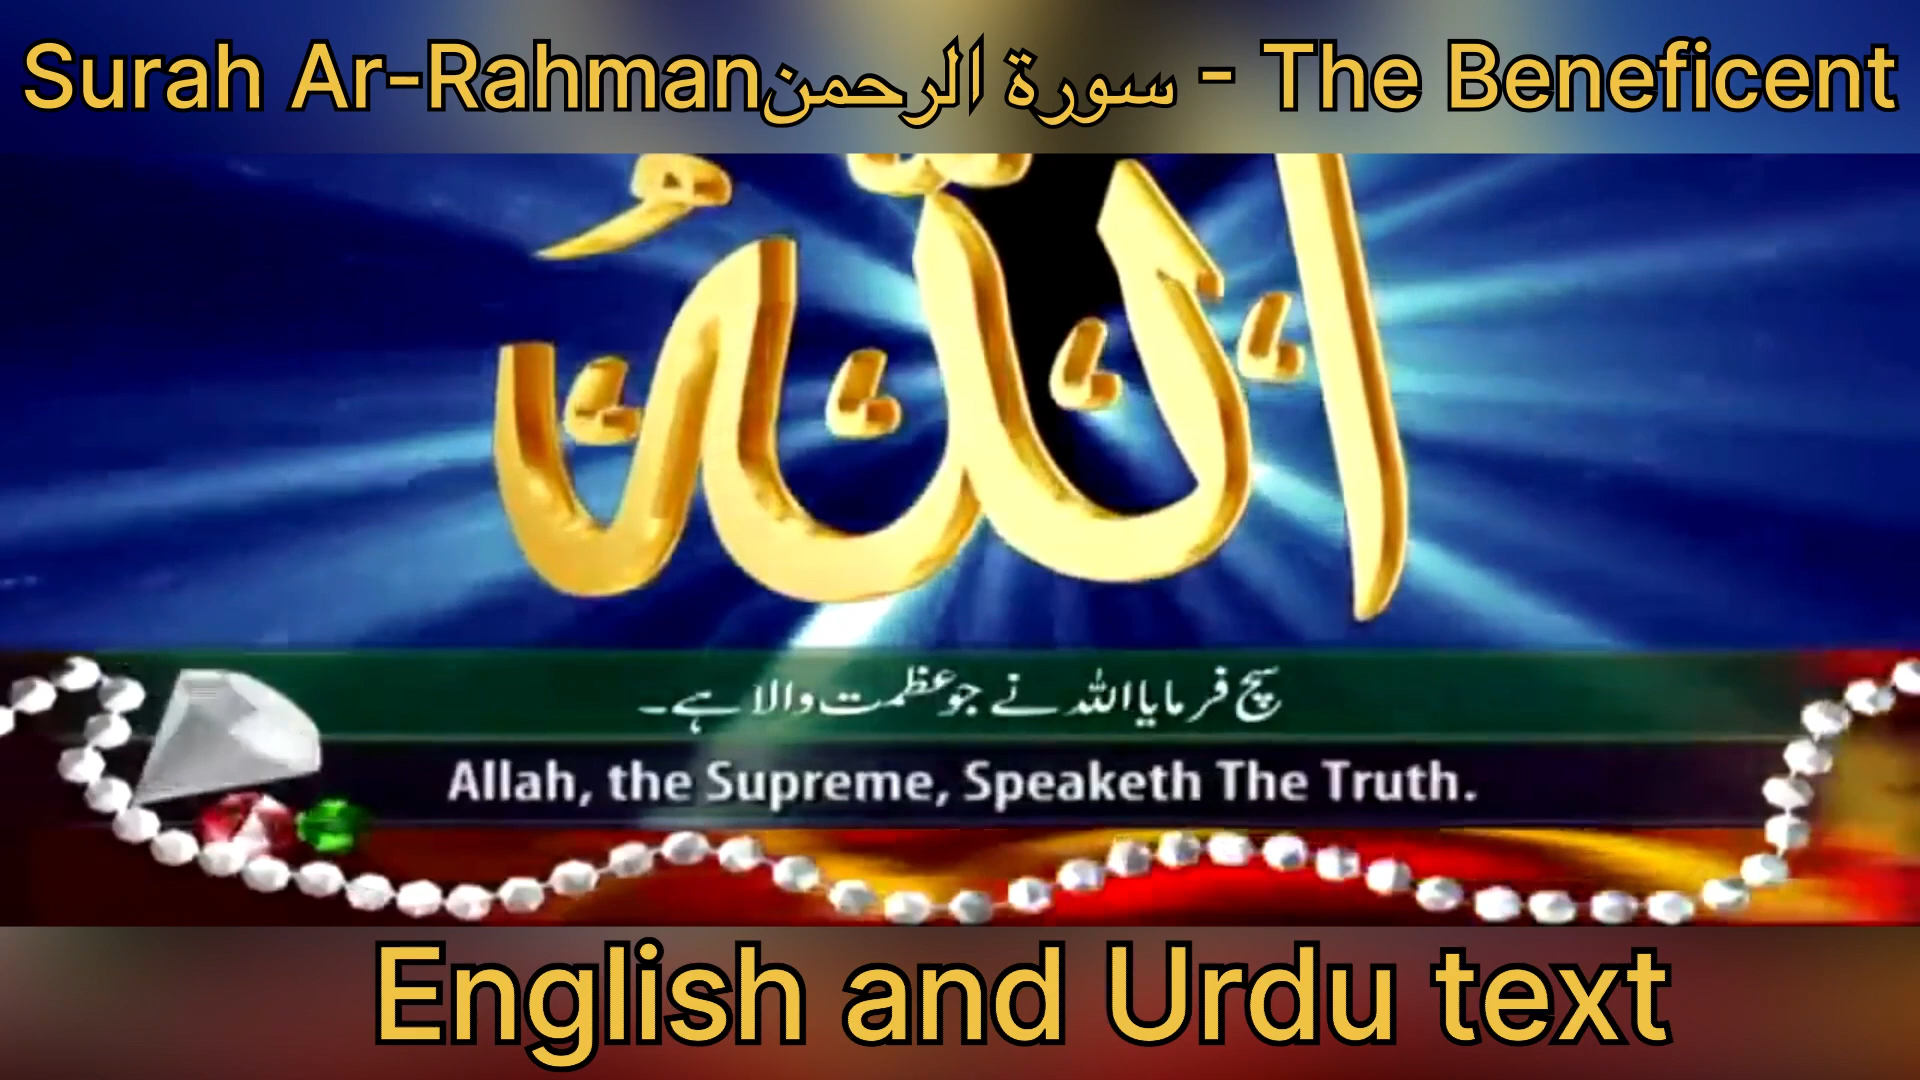 Surah Ar-Rahmanسورة الرحمن - The Beneficent
اللهُ
سچ فرمایا اللہ نے جو عظمت والا ہے۔
Allah, the Supreme, Speaketh The Truth.
English and Urdu text